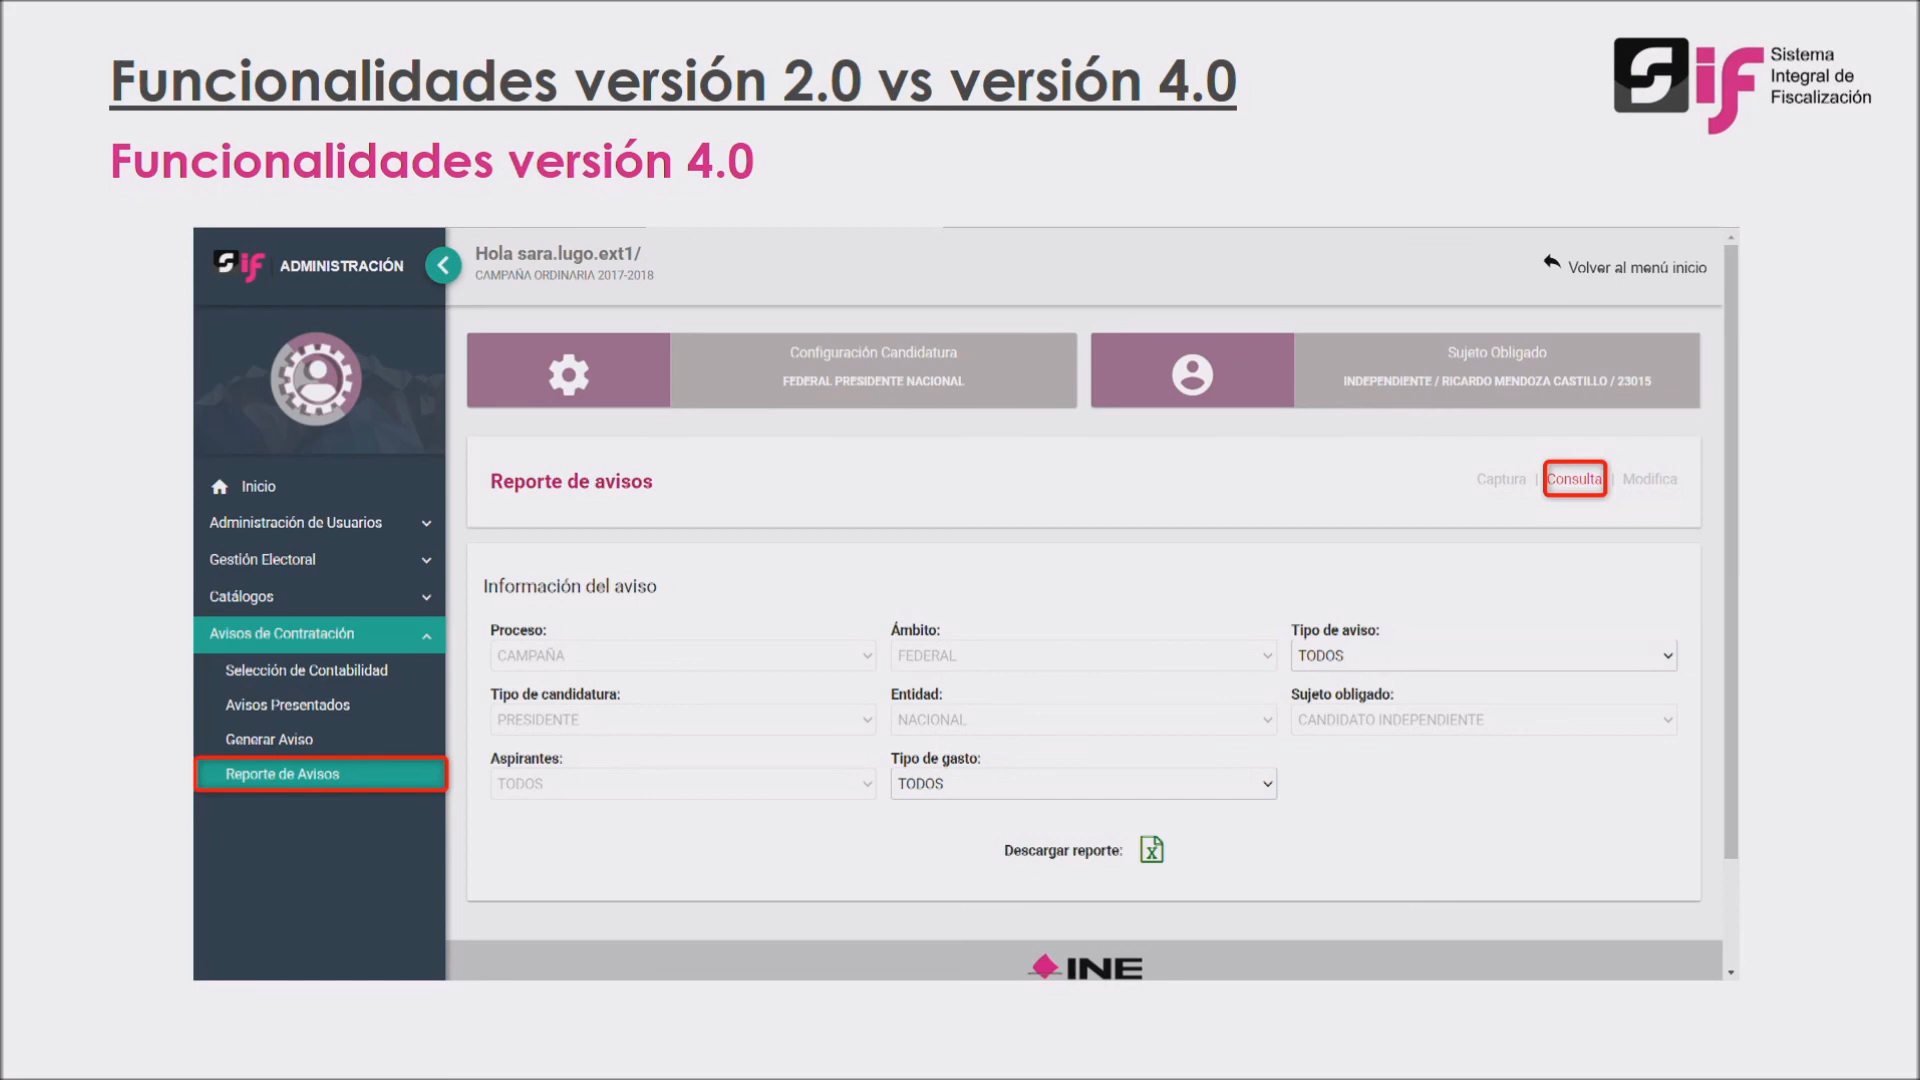 Funcionalidades versión 2.0 vs versión 4.0
Funcionalidades versión 4.0
Sif Sistema
Integral de
Fiscalización
Sif ADMINISTRACIÓN
Hola sara.lugo.ext1/
CAMPAÑA ORDINARIA 2017-2018
Volver al menú inicio
Configuración Candidatura
FEDERAL PRESIDENTE NACIONAL
Sujeto Obligado
INDEPENDIENTE / RICARDO MENDOZA CASTILLO / 23015
Inicio
Administración de Usuarios
Gestión Electoral
Catálogos
Avisos de Contratación
Selección de Contabilidad
Avisos Presentados
Generar Aviso
Reporte de Avisos
Reporte de avisos
Captura | Consulta | Modifica
Información del aviso
Proceso: Ámbito: Tipo de aviso:
CAMPAÑA FEDERAL TODOS
Tipo de candidatura: Entidad: Sujeto obligado:
PRESIDENTE NACIONAL CANDIDATO INDEPENDIENTE
Aspirantes: Tipo de gasto:
TODOS TODOS
Descargar reporte:
INE